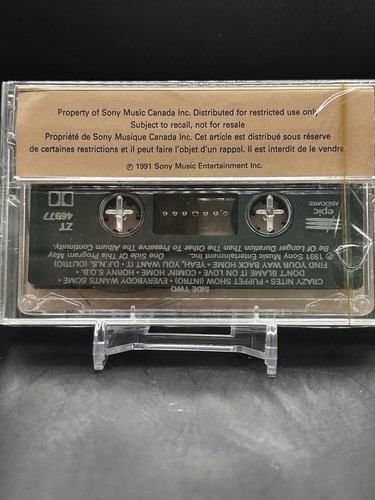 Property of Sony Music Canada Inc. Distributed for restricted use only
Subject to recall, not for resale
Propriété de Sony Musique Canada Inc. Cet article est distribué sous réserve
de certaines restrictions et il peut faire l'objet d'un rappel. Il est interdit de le vendre
℗ 1991 Sony Music Entertainment Inc.
epic
ASSOCIATED
ZT
46977
SIDE TWO
CRAZY NITES • PUPPET SHOW (INTRO) • EVERYBODY WANTS SOME •
DON'T BLAME IT ON LOVE • COMIN' HOME • HORNY S.O.B. •
FIND YOUR WAY BACK HOME • YEAH, YOU WANT IT • D.F.N.S. (OUTRO)
℗ 1991 Sony Music Entertainment Inc.
One Side Of This Program May
Be Of Longer Duration Than The Other To Preserve The Album Continuity.